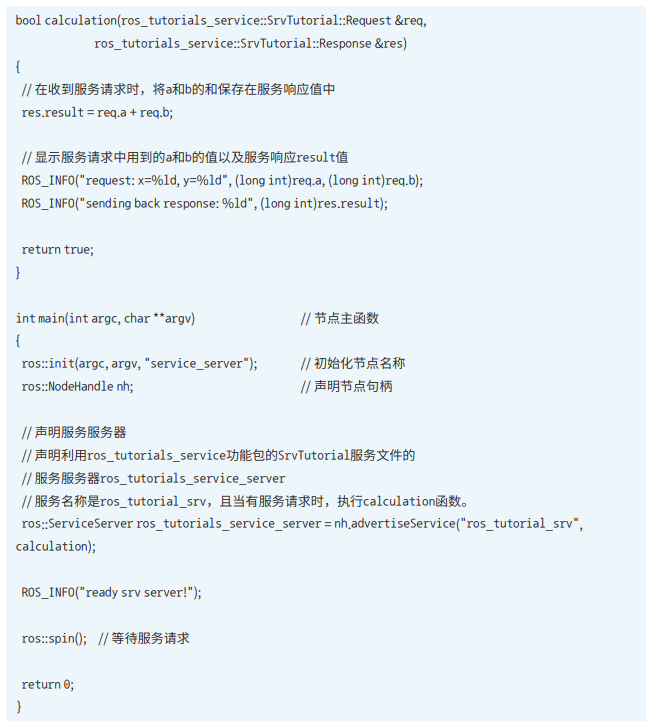 bool calculation(ros_tutorials_service::SrvTutorial::Request &req,
ros_tutorials_service::SrvTutorial::Response &res)
{
// 在收到服务请求时，将a和b的和保存在服务响应值中
res.result = req.a + req.b;
// 显示服务请求中用到的a和b的值以及服务响应result值
ROS_INFO("request: x=%ld, y=%ld", (long int)req.a, (long int)req.b);
ROS_INFO("sending back response: %ld", (long int)res.result);
return true;
}
int main(int argc, char **argv) // 节点主函数
{
ros::init(argc, argv, "service_server"); // 初始化节点名称
ros::NodeHandle nh; // 声明节点句柄
// 声明服务服务器
// 声明利用ros_tutorials_service功能包的SrvTutorial服务文件的
// 服务服务器ros_tutorials_service_server
// 服务名称是ros_tutorial_srv，且当有服务请求时，执行calculation函数。
ros::ServiceServer ros_tutorials_service_server = nh.advertiseService("ros_tutorial_srv",
calculation);
ROS_INFO("ready srv server!");
ros::spin(); // 等待服务请求
return 0;
}